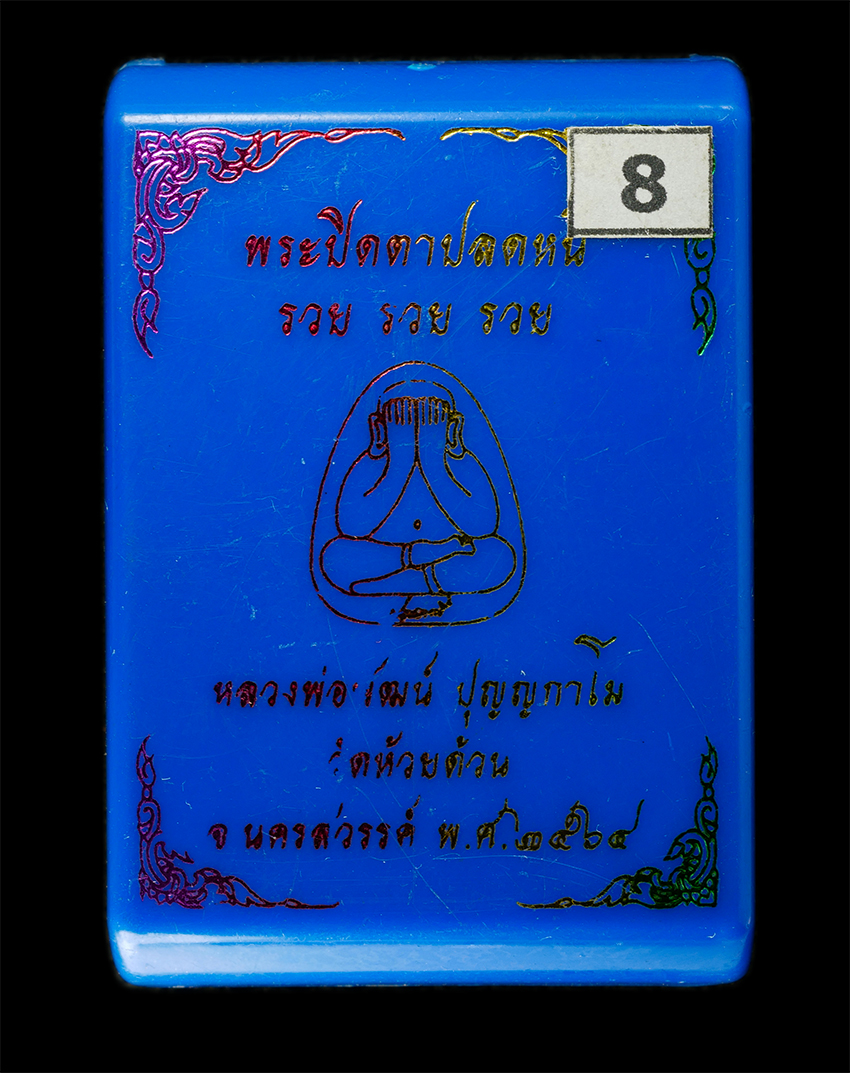 8
พระปิดตาปลดหนี้
รวย รวย รวย
หลวงพ่อพัฒน์ ปุญญกาโม
วัดห้วยด้วน
จ นครสวรรค์ พ.ศ.๒๕๖๔